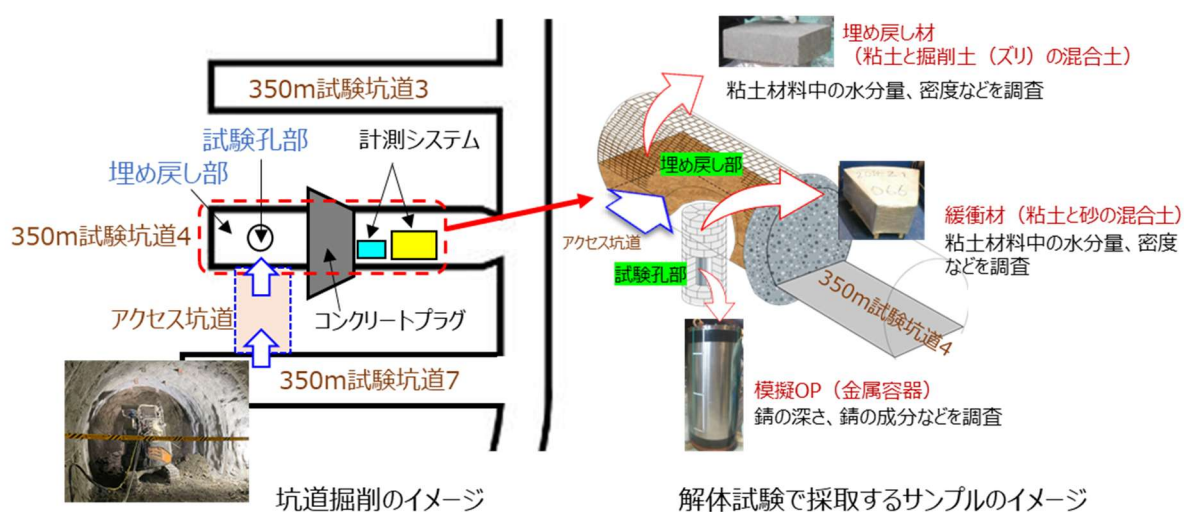 350m試験坑道3
試験孔部
計測システム
埋め戻し部
350m試験坑道4
アクセス坑道
コンクリートプラグ
350m試験坑道7
坑道掘削のイメージ
埋め戻し材
（粘土と掘削土（ズリ）の混合土）
粘土材料中の水分量、密度などを調査
埋め戻し部
アクセス坑道
試験孔部
緩衝材（粘土と砂の混合土）
粘土材料中の水分量、密度
などを調査
350m試験坑道4
模擬OP（金属容器）
錆の深さ、錆の成分などを調査
解体試験で採取するサンプルのイメージ